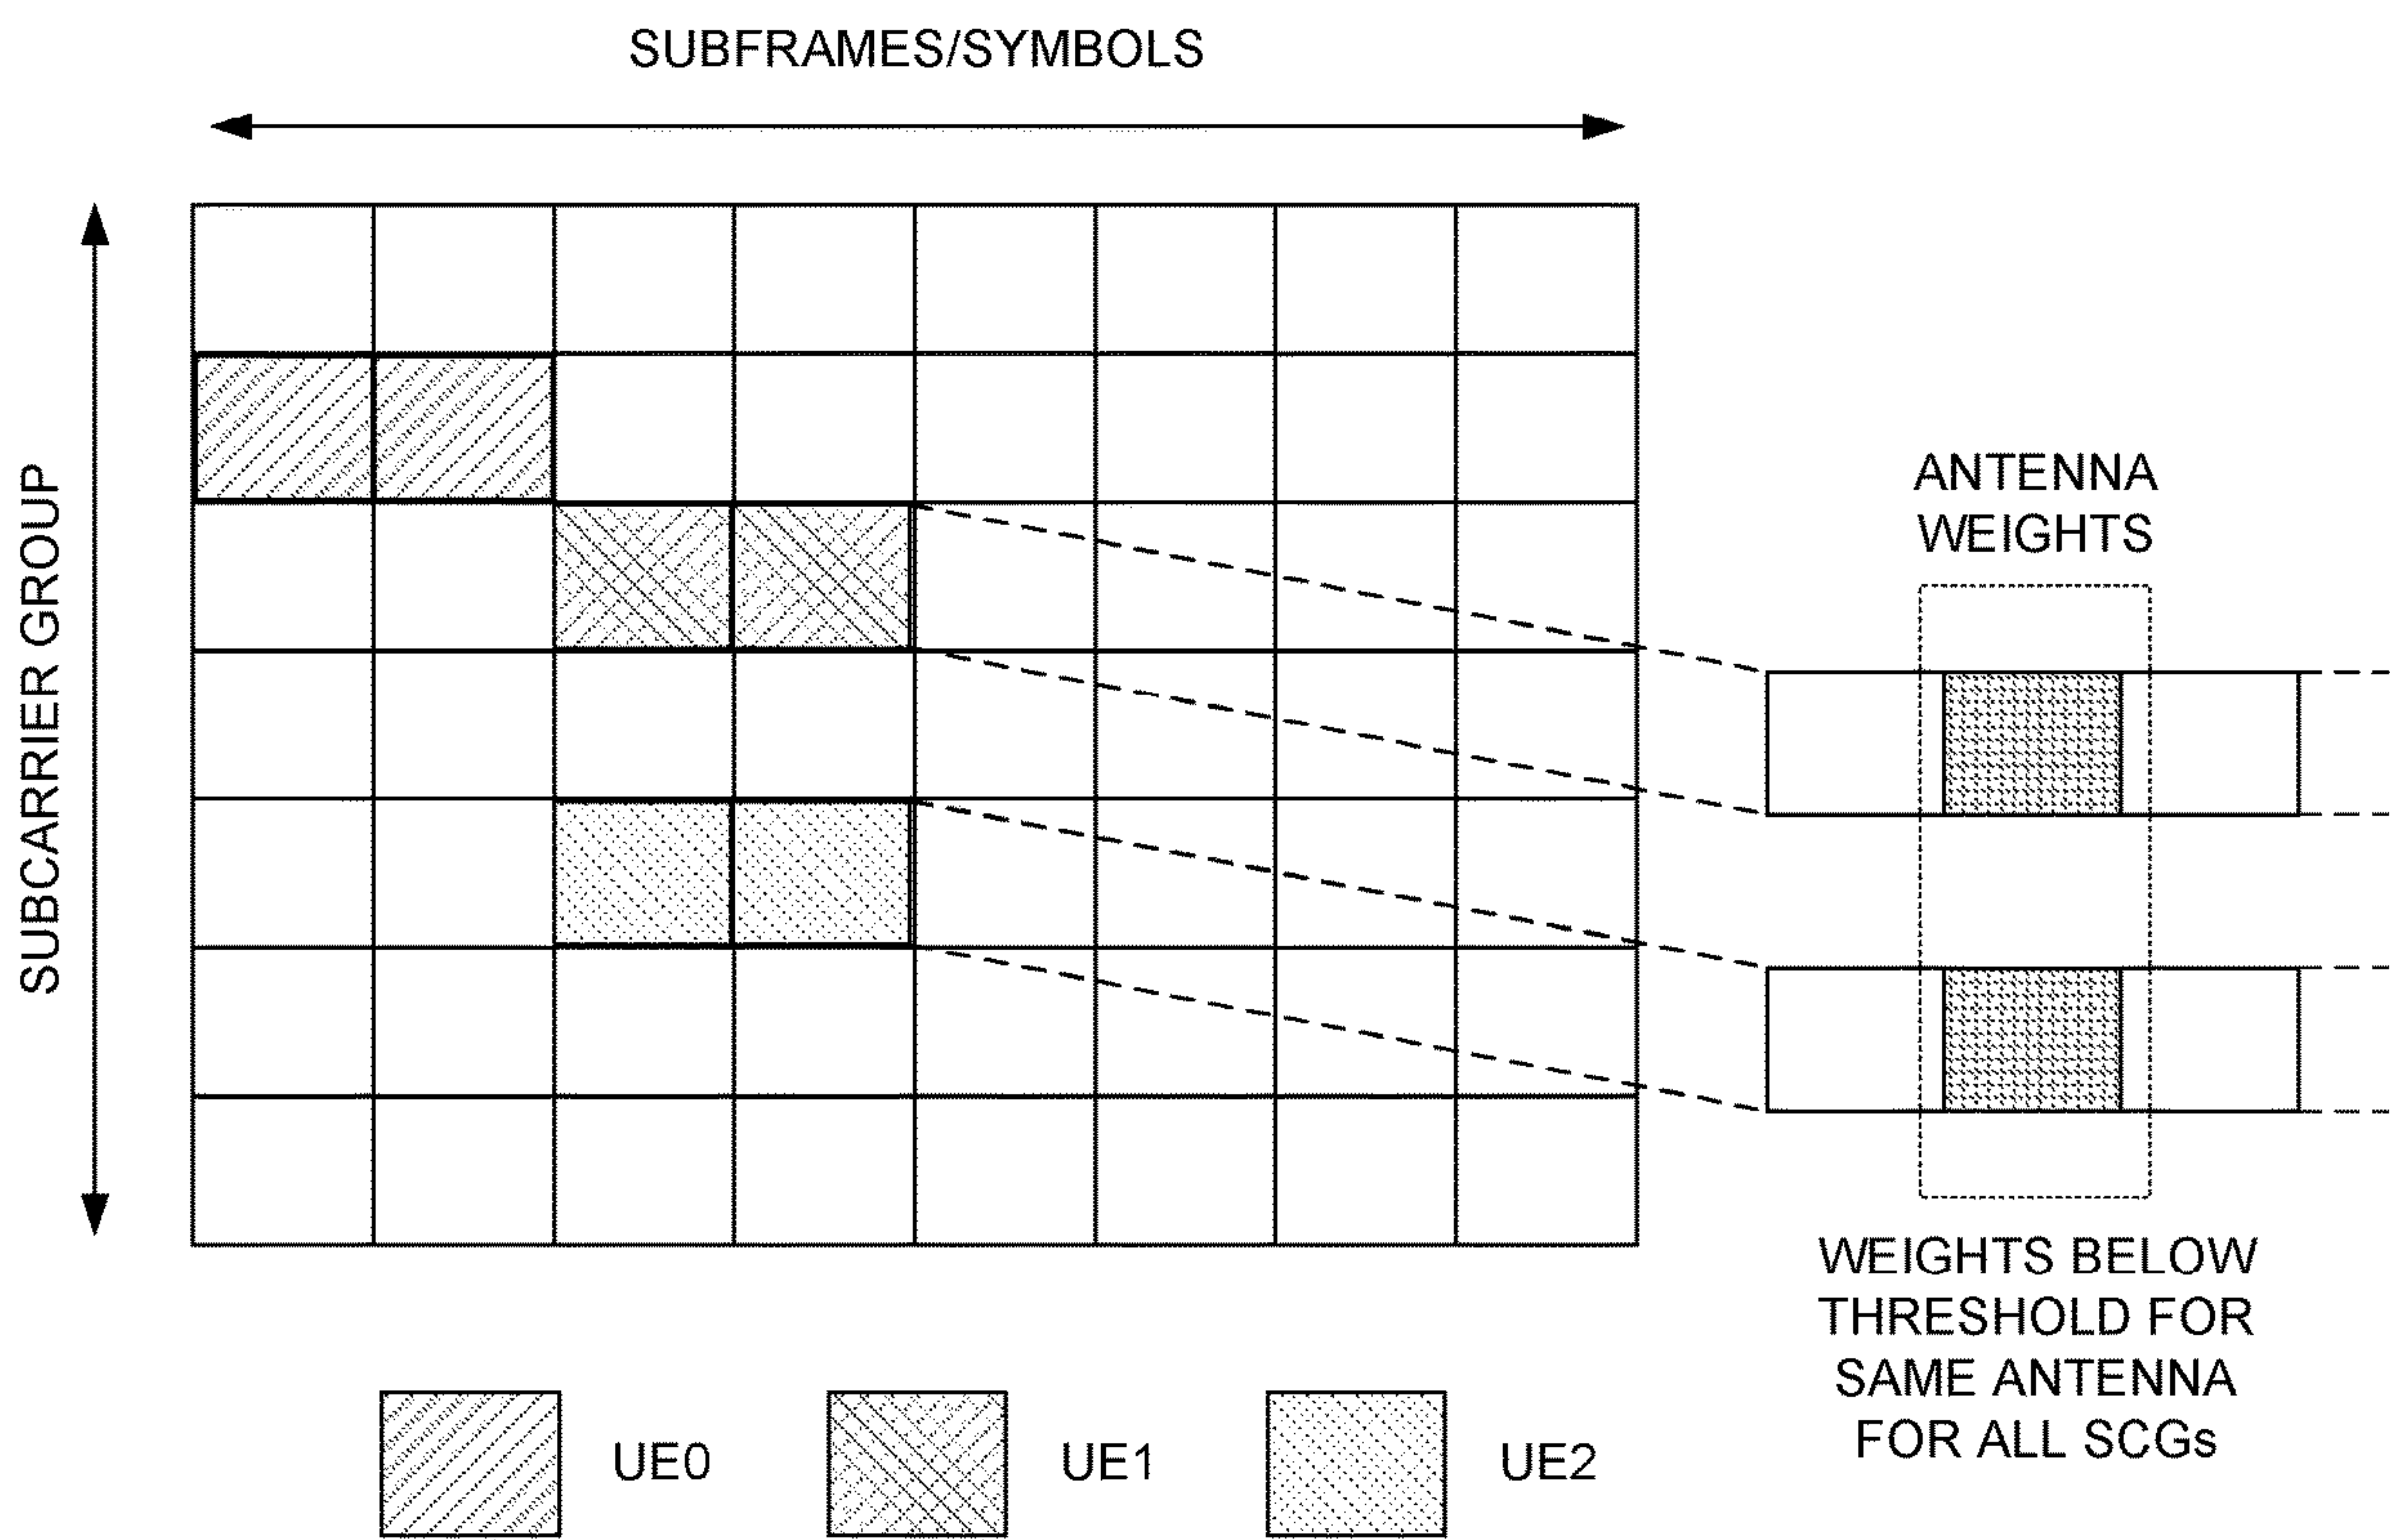 SUBFRAMES/SYMBOLS
SUBCARRIER GROUP
ANTENNA
WEIGHTS
WEIGHTS BELOW
THRESHOLD FOR
SAME ANTENNA
FOR ALL SCGs
UE0
UE1
UE2